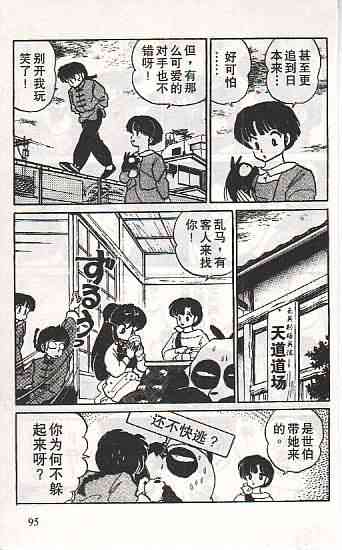 甚至更
追到日
本来…
…好可怕
但，有那
么可爱的
对手也不
错呀！
别开我玩
笑了！
乱马，有
客人来找
你！
ずるっ
天道道场
是世伯
带她来
的。
还不快逃？
你为何不躲
起来呀？
95